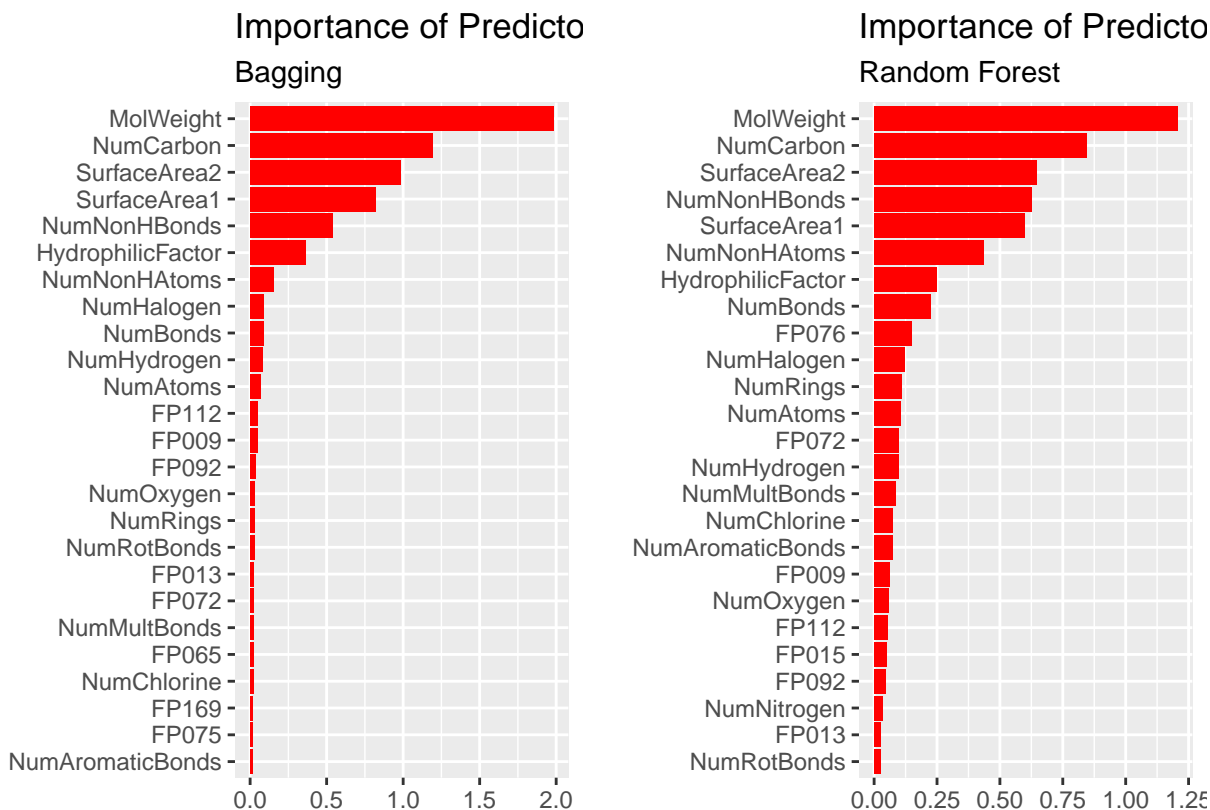 Importance of Predicto
Bagging
MolWeight
NumCarbon
SurfaceArea2
SurfaceArea1
NumNonHBonds
HydrophilicFactor
NumNonHAtoms
NumHalogen
NumBonds
NumHydrogen
NumAtoms
FP112
FP009
FP092
NumOxygen
NumRings
NumRotBonds
FP013
FP072
NumMultBonds
FP065
NumChlorine
FP169
FP075
NumAromaticBonds
0.0 0.5 1.0 1.5 2.0
Importance of Predicto
Random Forest
MolWeight
NumCarbon
SurfaceArea2
NumNonHBonds
SurfaceArea1
NumNonHAtoms
HydrophilicFactor
NumBonds
FP076
NumHalogen
NumRings
NumAtoms
FP072
NumHydrogen
NumMultBonds
NumChlorine
NumAromaticBonds
FP009
NumOxygen
FP112
FP015
FP092
NumNitrogen
FP013
NumRotBonds
0.00 0.25 0.50 0.75 1.00 1.25